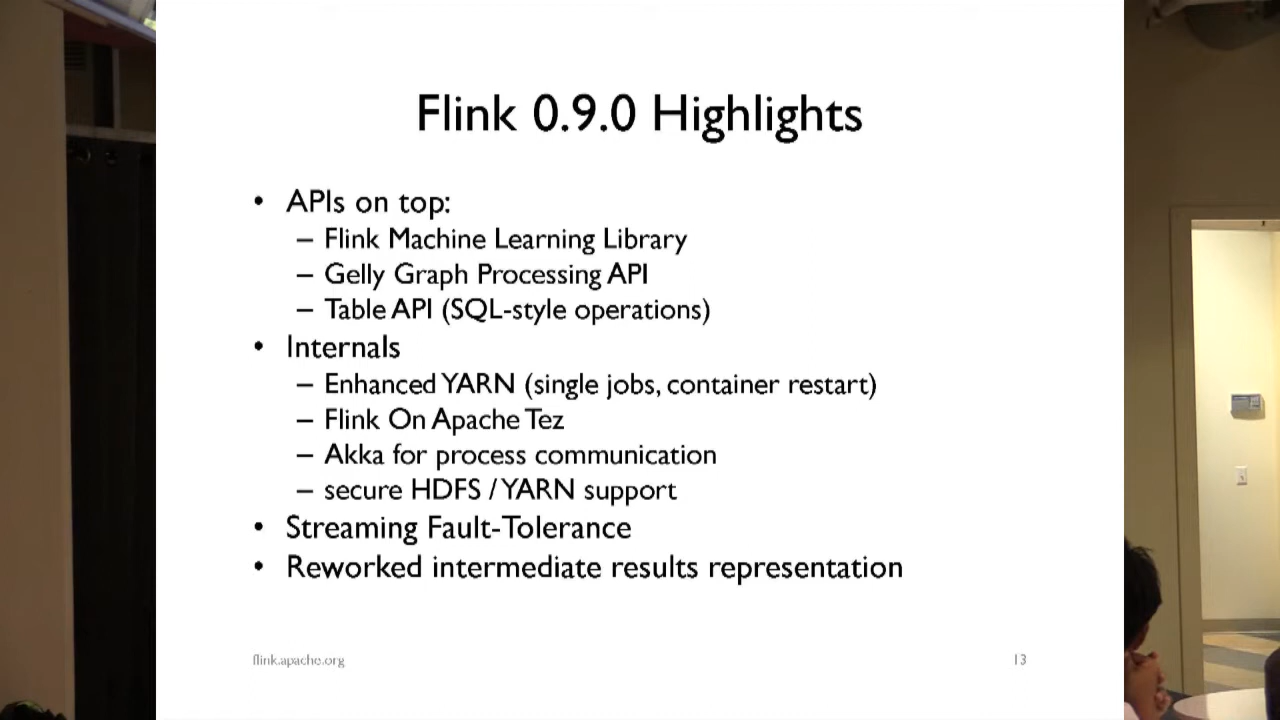 Flink 0.9.0 Highlights
• APIs on top:
– Flink Machine Learning Library
– Gelly Graph Processing API
– Table API (SQL-style operations)
• Internals
– Enhanced YARN (single jobs, container restart)
– Flink On Apache Tez
– Akka for process communication
– secure HDFS / YARN support
• Streaming Fault-Tolerance
• Reworked intermediate results representation
flink.apache.org
13